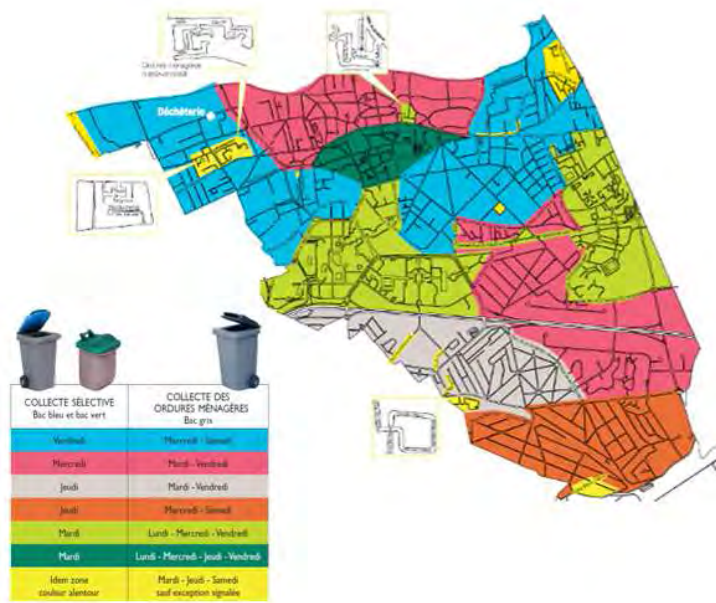 Ordures ménagères
Déchèterie
COLLECTE SÉLECTIVE
Bac bleu et bac vert
COLLECTE DES
ORDURES MÉNAGÈRES
Bac gris
Vendredi
Mercredi - Samedi
Mercredi
Mardi - Vendredi
Jeudi
Mardi - Vendredi
Jeudi
Mercredi - Samedi
Mardi
Lundi - Mercredi - Vendredi
Mardi
Lundi - Mercredi - Jeudi - Vendredi
Idem zone
couleur alentour
Mardi - Jeudi - Samedi
sauf exception signalée